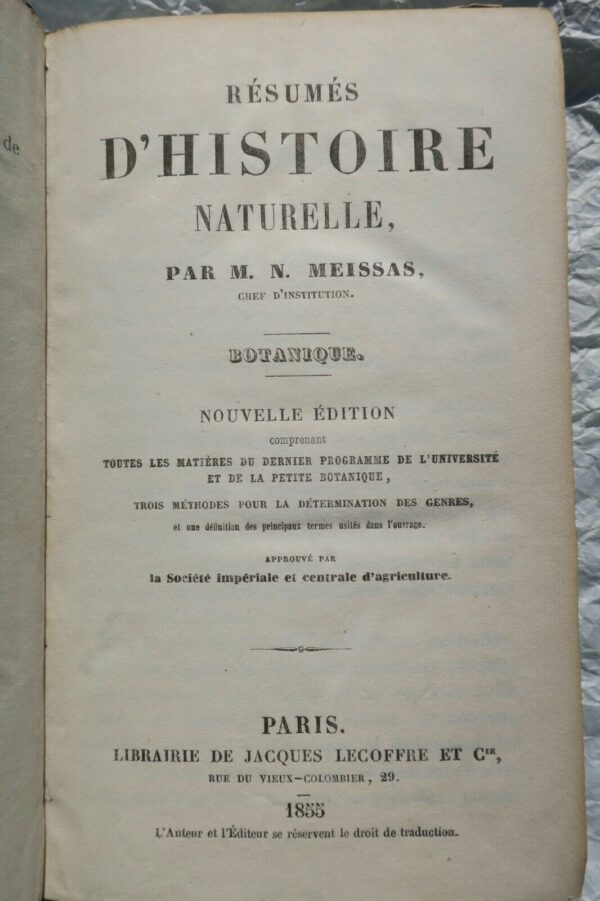 de
RÉSUMÉS
D'HISTOIRE
NATURELLE,
PAR M. N. MEISSAS,
CHEF D'INSTITUTION.
BOTANIQUE.
NOUVELLE ÉDITION
comprenant
TOUTES LES MATIÈRES DU DERNIER PROGRAMME DE L'UNIVERSITÉ
ET DE LA PETITE BOTANIQUE,
TROIS MÉTHODES POUR LA DÉTERMINATION DES GENRES,
et une définition des principaux termes usités dans l'ouvrage.
APPROUVÉ PAR
la Société impériale et centrale d'agriculture.
PARIS.
LIBRAIRIE DE JACQUES LECOFFRE ET Cie,
RUE DU VIEUX-COLOMBIER, 29.
1855
L'Auteur et l'Éditeur se réservent le droit de traduction.